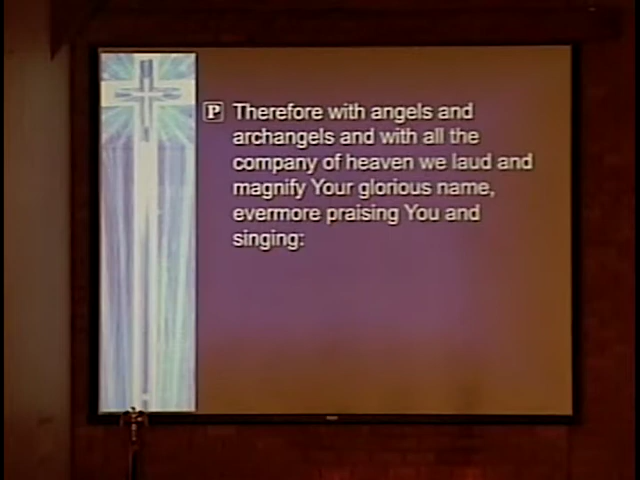 P Therefore with angels and
archangels and with all the
company of heaven we laud and
magnify Your glorious name,
evermore praising You and
singing: